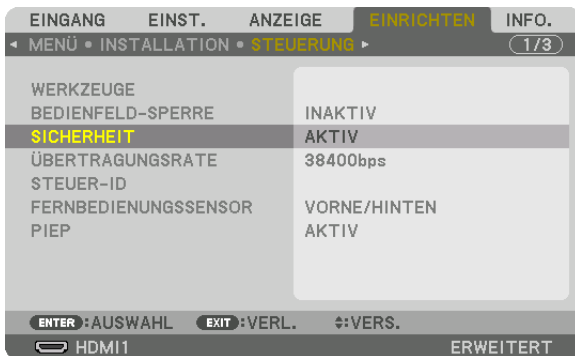 EINGANG EINST. ANZEIGE EINRICHTEN INFO.
◂ MENÜ • INSTALLATION • STEUERUNG ▸ 1/3
WERKZEUGE
BEDIENFELD-SPERRE INAKTIV
SICHERHEIT AKTIV
ÜBERTRAGUNGSRATE 38400bps
STEUER-ID
FERNBEDIENUNGSSENSOR VORNE/HINTEN
PIEP AKTIV
ENTER :AUSWAHL EXIT :VERL. ♦:VERS.
HDMI1 ERWEITERT